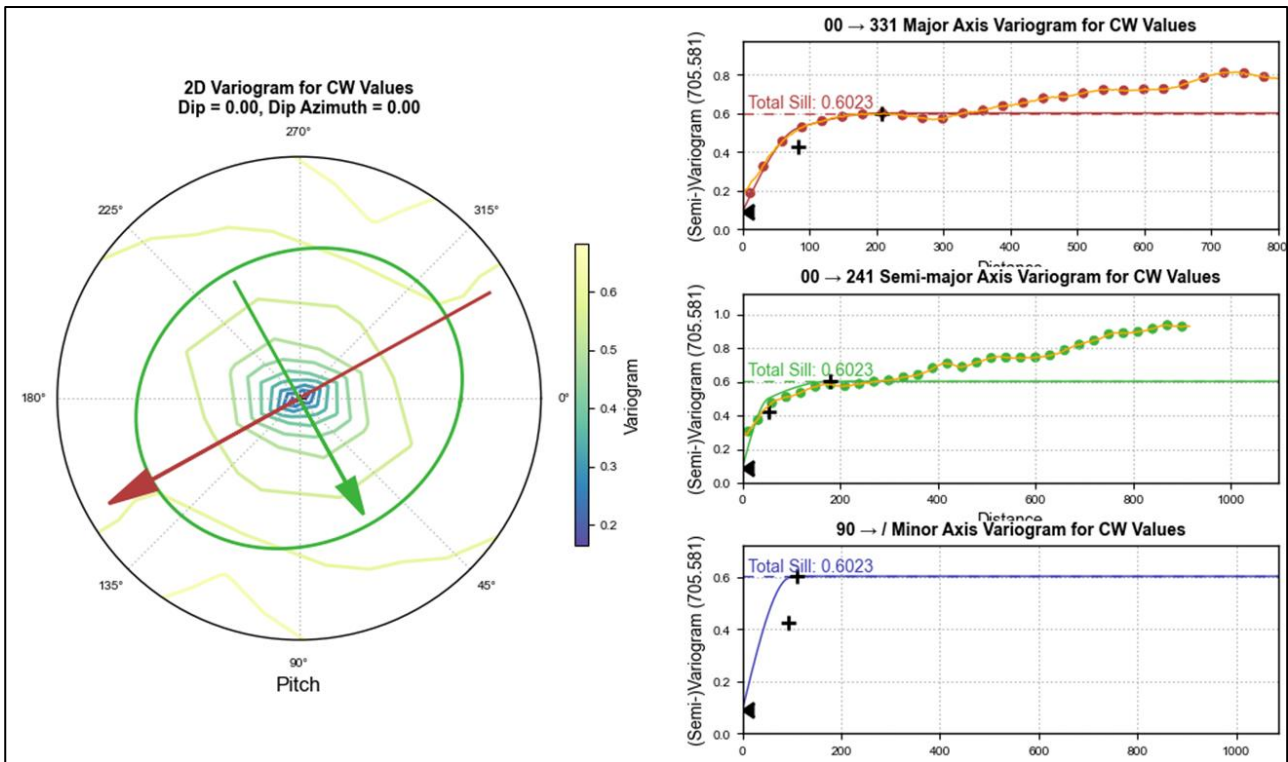 2D Variogram for CW Values
Dip = 0.00, Dip Azimuth = 0.00
270°
225°
315°
180°
0°
135°
45°
90°
Pitch
0.6
0.5
0.4
0.3
0.2
Variogram
00 → 331 Major Axis Variogram for CW Values
(Semi-)Variogram (705.581)
0.8
0.6
0.4
0.2
0.0
Total Sill: 0.6023
0 100 200 300 400 500 600 700 800
Distance
00 → 241 Semi-major Axis Variogram for CW Values
(Semi-)Variogram (705.581)
1.0
0.8
0.6
0.4
0.2
0.0
Total Sill: 0.6023
0 200 400 600 800 1000
Distance
90 → / Minor Axis Variogram for CW Values
(Semi-)Variogram (705.581)
0.6
0.4
0.2
0.0
Total Sill: 0.6023
0 200 400 600 800 1000